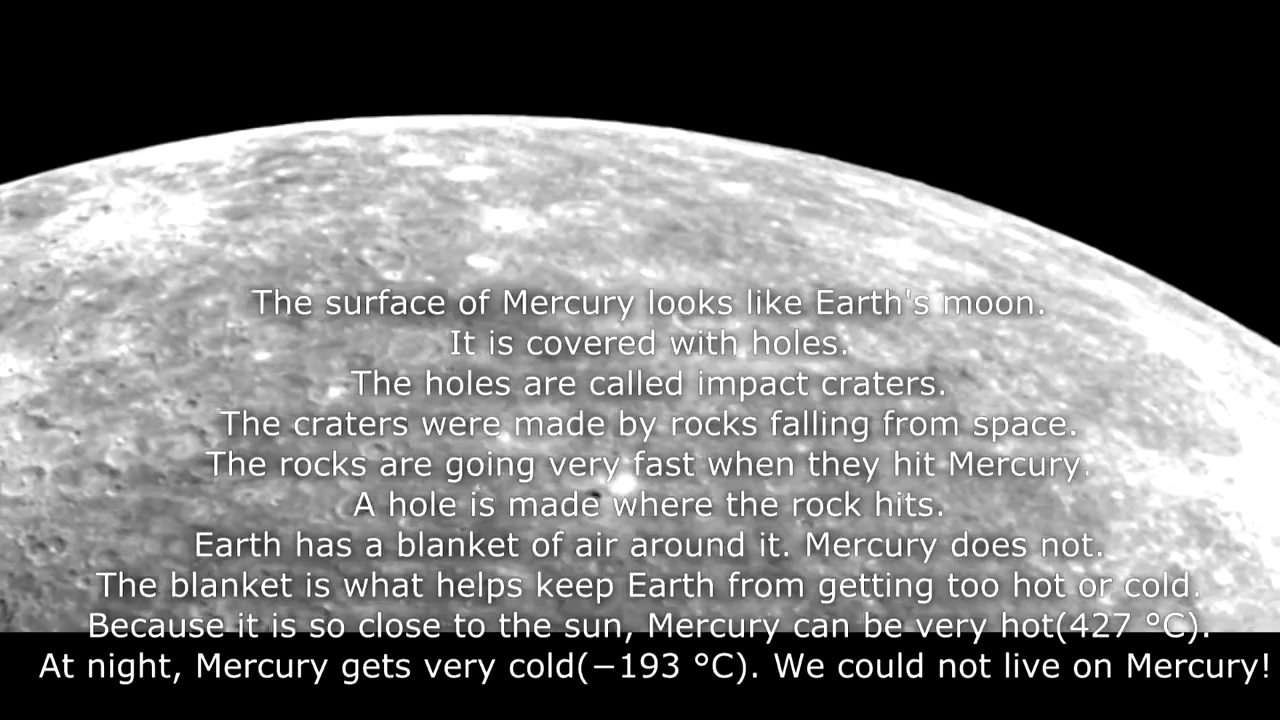 The surface of Mercury looks like Earth's moon.
It is covered with holes.
The holes are called impact craters.
The craters were made by rocks falling from space.
The rocks are going very fast when they hit Mercury.
A hole is made where the rock hits.
Earth has a blanket of air around it. Mercury does not.
The blanket is what helps keep Earth from getting too hot or cold.
Because it is so close to the sun, Mercury can be very hot(427 °C).
At night, Mercury gets very cold(−193 °C). We could not live on Mercury!